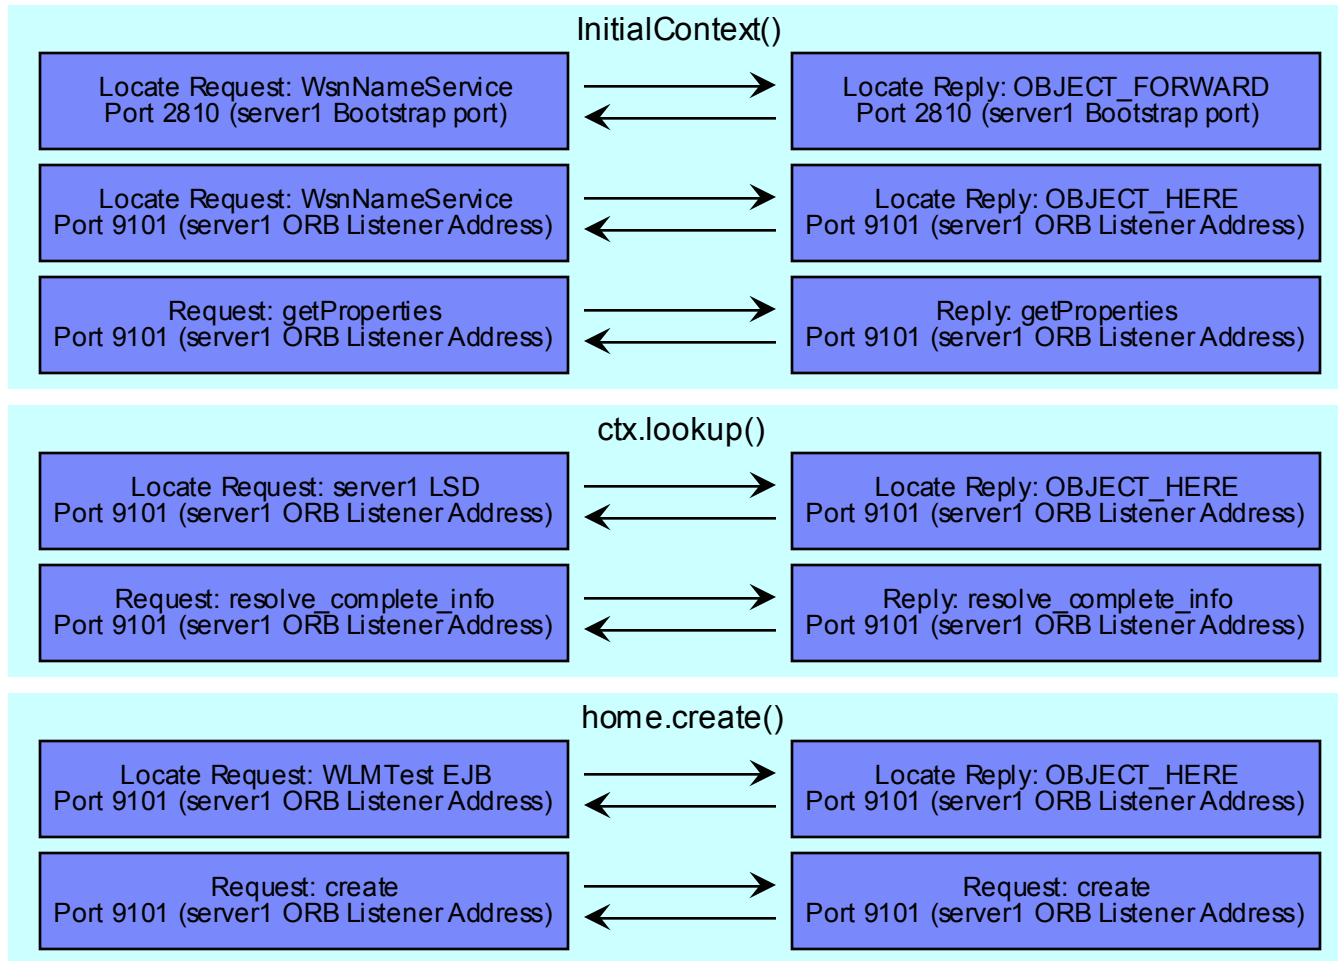 InitialContext()
Locate Request: WsnNameService
Port 2810 (server1 Bootstrap port)
Locate Reply: OBJECT_FORWARD
Port 2810 (server1 Bootstrap port)
Locate Request: WsnNameService
Port 9101 (server1 ORB Listener Address)
Locate Reply: OBJECT_HERE
Port 9101 (server1 ORB Listener Address)
Request: getProperties
Port 9101 (server1 ORB Listener Address)
Reply: getProperties
Port 9101 (server1 ORB Listener Address)
ctx.lookup()
Locate Request: server1 LSD
Port 9101 (server1 ORB Listener Address)
Locate Reply: OBJECT_HERE
Port 9101 (server1 ORB Listener Address)
Request: resolve_complete_info
Port 9101 (server1 ORB Listener Address)
Reply: resolve_complete_info
Port 9101 (server1 ORB Listener Address)
home.create()
Locate Request: WLMTest EJB
Port 9101 (server1 ORB Listener Address)
Locate Reply: OBJECT_HERE
Port 9101 (server1 ORB Listener Address)
Request: create
Port 9101 (server1 ORB Listener Address)
Request: create
Port 9101 (server1 ORB Listener Address)